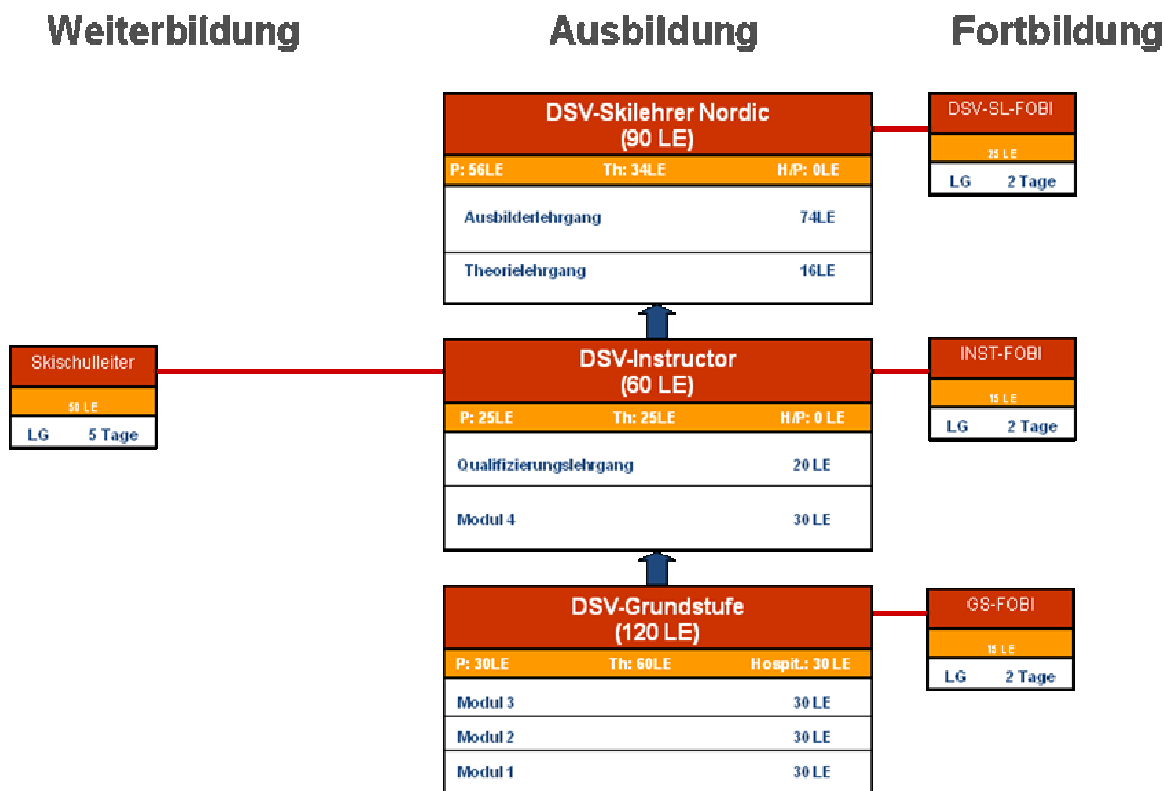 Weiterbildung Ausbildung Fortbildung
DSV-Skilehrer Nordic
(90 LE)
P: 56LE Th: 34LE H/P: 0LE
Ausbilderlehrgang 74LE
Theorielehrgang 16LE
DSV-SL-FOBI
25 LE
LG 2 Tage
Skischulleiter
50 LE
LG 5 Tage
DSV-Instructor
(60 LE)
P: 25LE Th: 25LE H/P: 0 LE
Qualifizierungslehrgang 20 LE
Modul 4 30 LE
INST-FOBI
15 LE
LG 2 Tage
DSV-Grundstufe
(120 LE)
P: 30LE Th: 60LE Hospit.: 30 LE
Modul 3 30 LE
Modul 2 30 LE
Modul 1 30 LE
GS-FOBI
15 LE
LG 2 Tage